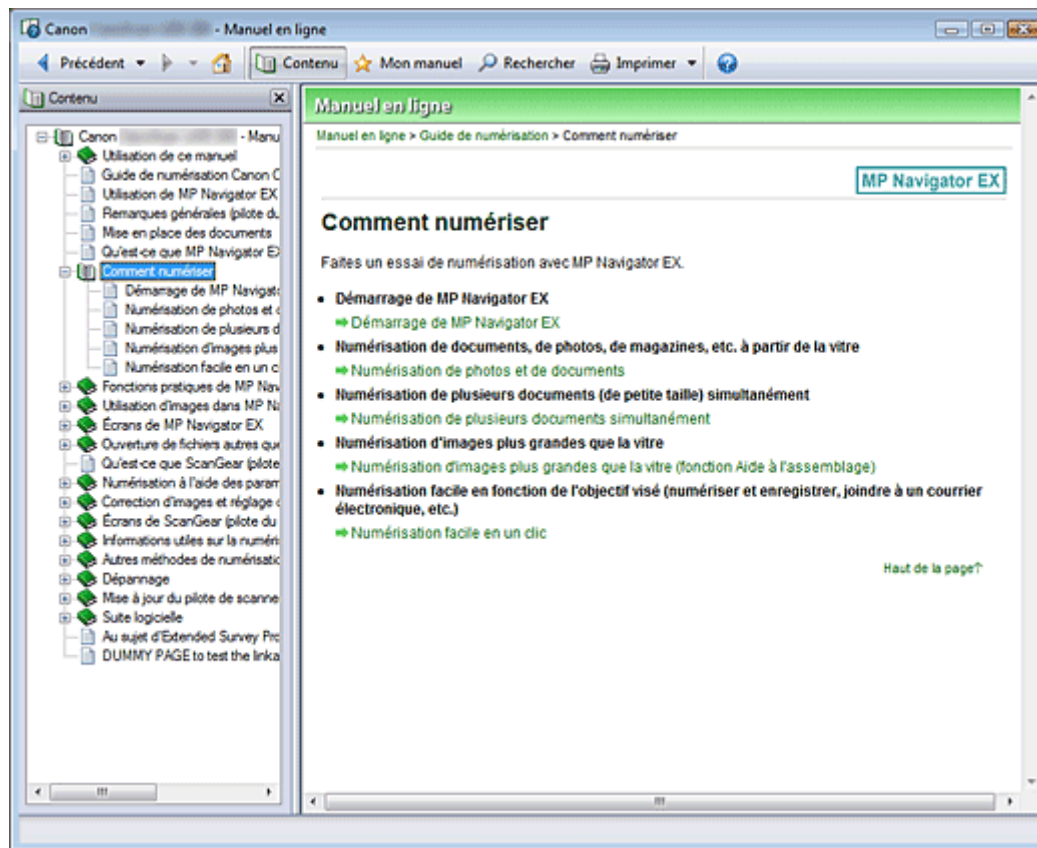 Canon - Manuel en ligne
Précédent Contenu Mon manuel Rechercher Imprimer
Contenu
Canon - Manu
Utilisation de ce manuel
Guide de numérisation Canon C
Utilisation de MP Navigator EX
Remarques générales (pilote du
Mise en place des documents
Qu'est-ce que MP Navigator E
Comment numériser
Démarrage de MP Navigat
Numérisation de photos et
Numérisation de plusieurs d
Numérisation d'images plus
Numérisation facile en un c
Fonctions pratiques de MP Nav
Utilisation d'images dans MP N
Écrans de MP Navigator EX
Ouverture de fichiers autres que
Qu'est-ce que ScanGear (pilote
Numérisation à l'aide des param
Correction d'images et réglage
Écrans de ScanGear (pilote du
Informations utiles sur la numéri
Autres méthodes de numérisatio
Dépannage
Mise à jour du pilote de scanne
Suite logicielle
Au sujet d'Extended Survey Pro
DUMMY PAGE to test the linka
Manuel en ligne
Manuel en ligne > Guide de numérisation > Comment numériser
MP Navigator EX
Comment numériser
Faites un essai de numérisation avec MP Navigator EX.
• Démarrage de MP Navigator EX
Démarrage de MP Navigator EX
• Numérisation de documents, de photos, de magazines, etc. à partir de la vitre
Numérisation de photos et de documents
• Numérisation de plusieurs documents (de petite taille) simultanément
Numérisation de plusieurs documents simultanément
• Numérisation d'images plus grandes que la vitre
Numérisation d'images plus grandes que la vitre (fonction Aide à l'assemblage)
• Numérisation facile en fonction de l'objectif visé (numériser et enregistrer, joindre à un courrier
électronique, etc.)
Numérisation facile en un clic
Haut de la page↑